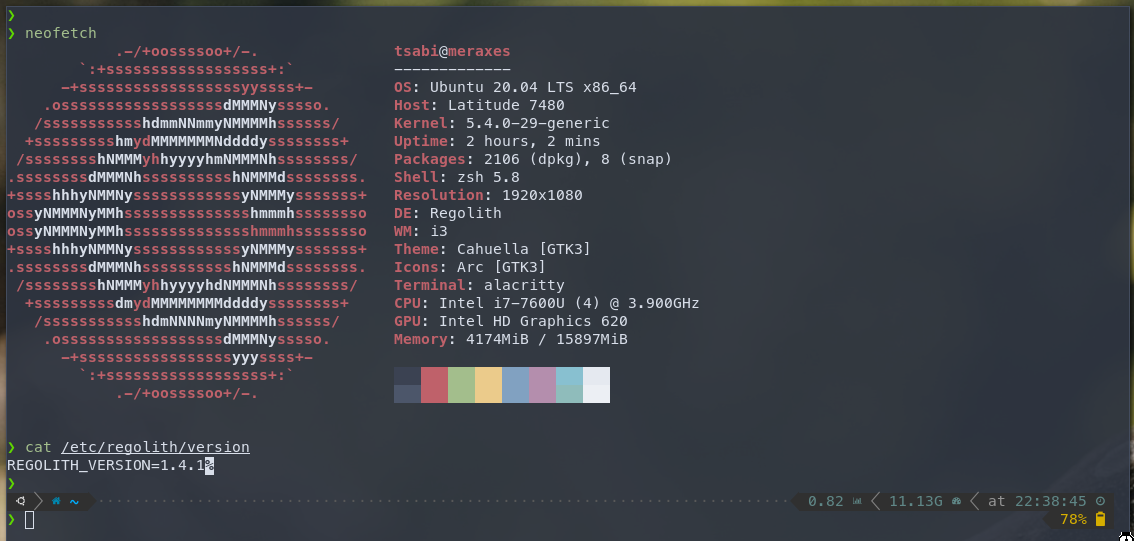 ❯
❯ neofetch
.-/+oossssoo+/-.
`:+ssssssssssssssssss+:`
-+ssssssssssssssssssyyssss+-
.ossssssssssssssssssdMMMNysssso.
/ssssssssssshdmmNNmmyNMMMMhssssss/
+ssssssssshmydMMMMMMMNddddyssssssss+
/sssssssshNMMMyhhyyyyhmNMMMNhssssssss/
.ssssssssdMMMNhsssssssssshNMMMdssssssss.
+sssshhhyNMMNyssssssssssssyNMMMysssssss+
ossyNMMMNyMMhsssssssssssssshmmmhssssssso
ossyNMMMNyMMhsssssssssssssshmmmhssssssso
+sssshhhyNMMNyssssssssssssyNMMMysssssss+
.ssssssssdMMMNhsssssssssshNMMMdssssssss.
/sssssssshNMMMyhhyyyyhdNMMMNhssssssss/
+sssssssssdmydMMMMMMMMddddyssssssss+
/ssssssssssshdmNNNNmyNMMMMhssssss/
.ossssssssssssssssssdMMMNysssso.
-+sssssssssssssssssyyyssss+-
`:+ssssssssssssssssss+:`
.-/+oossssoo+/-.
tsabi@meraxes
-------------
OS: Ubuntu 20.04 LTS x86_64
Host: Latitude 7480
Kernel: 5.4.0-29-generic
Uptime: 2 hours, 2 mins
Packages: 2106 (dpkg), 8 (snap)
Shell: zsh 5.8
Resolution: 1920x1080
DE: Regolith
WM: i3
Theme: Cahuella [GTK3]
Icons: Arc [GTK3]
Terminal: alacritty
CPU: Intel i7-7600U (4) @ 3.900GHz
GPU: Intel HD Graphics 620
Memory: 4174MiB / 15897MiB
❯ cat /etc/regolith/version
REGOLITH_VERSION=1.4.1%
❯
~ 0.82 11.13G at 22:38:45
❯ 78%